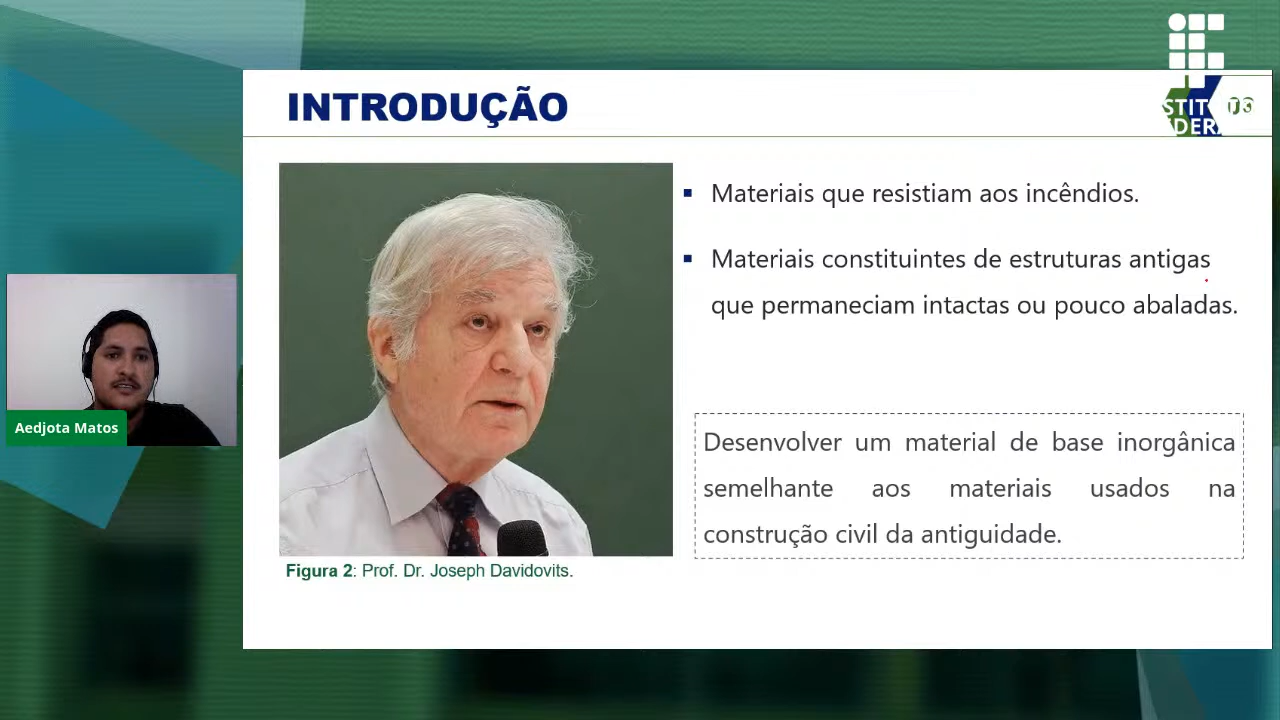 INTRODUÇÃO
Materiais que resistiam aos incêndios.
Materiais constituintes de estruturas antigas
que permaneciam intactas ou pouco abaladas.
Desenvolver um material de base inorgânica
semelhante aos materiais usados na
construção civil da antiguidade.
Figura 2: Prof. Dr. Joseph Davidovits.
Aedjota Matos